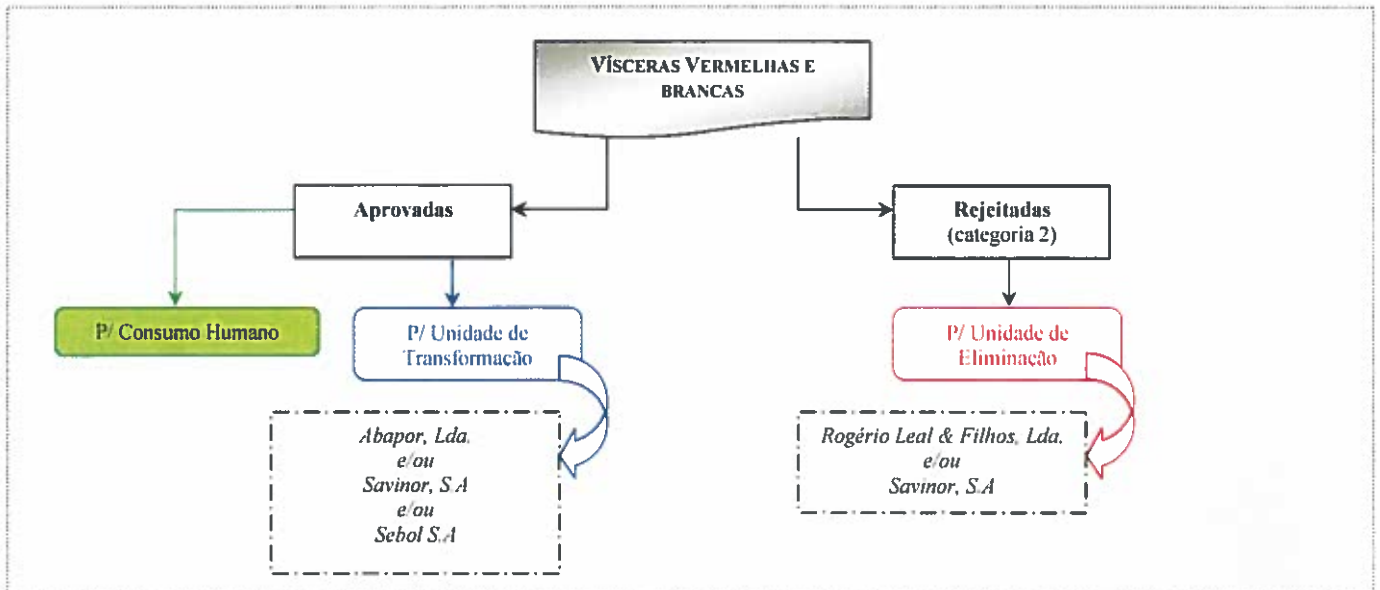 VÍSCERAS VERMELHAS E
BRANCAS
Aprovadas
Rejeitadas
(categoria 2)
P/ Consumo Humano
P/ Unidade de
Transformação
P/ Unidade de
Eliminação
Abapor, Lda.
e/ou
Savinor, S.A
e/ou
Sebol S.A
Rogério Leal & Filhos, Lda.
e/ou
Savinor, S.A